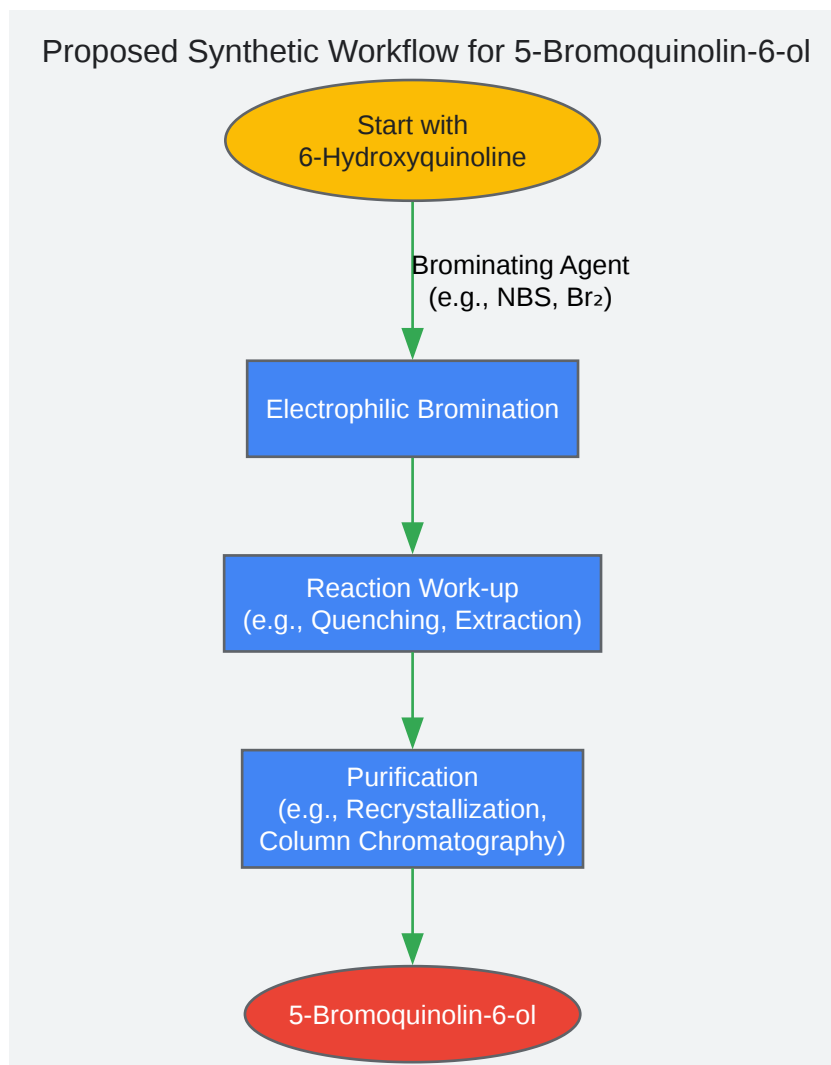 Proposed Synthetic Workflow for 5-Bromoquinolin-6-ol
Start with
6-Hydroxyquinoline
Brominating Agent
(e.g., NBS, Br₂)
Electrophilic Bromination
Reaction Work-up
(e.g., Quenching, Extraction)
Purification
(e.g., Recrystallization,
Column Chromatography)
5-Bromoquinolin-6-ol